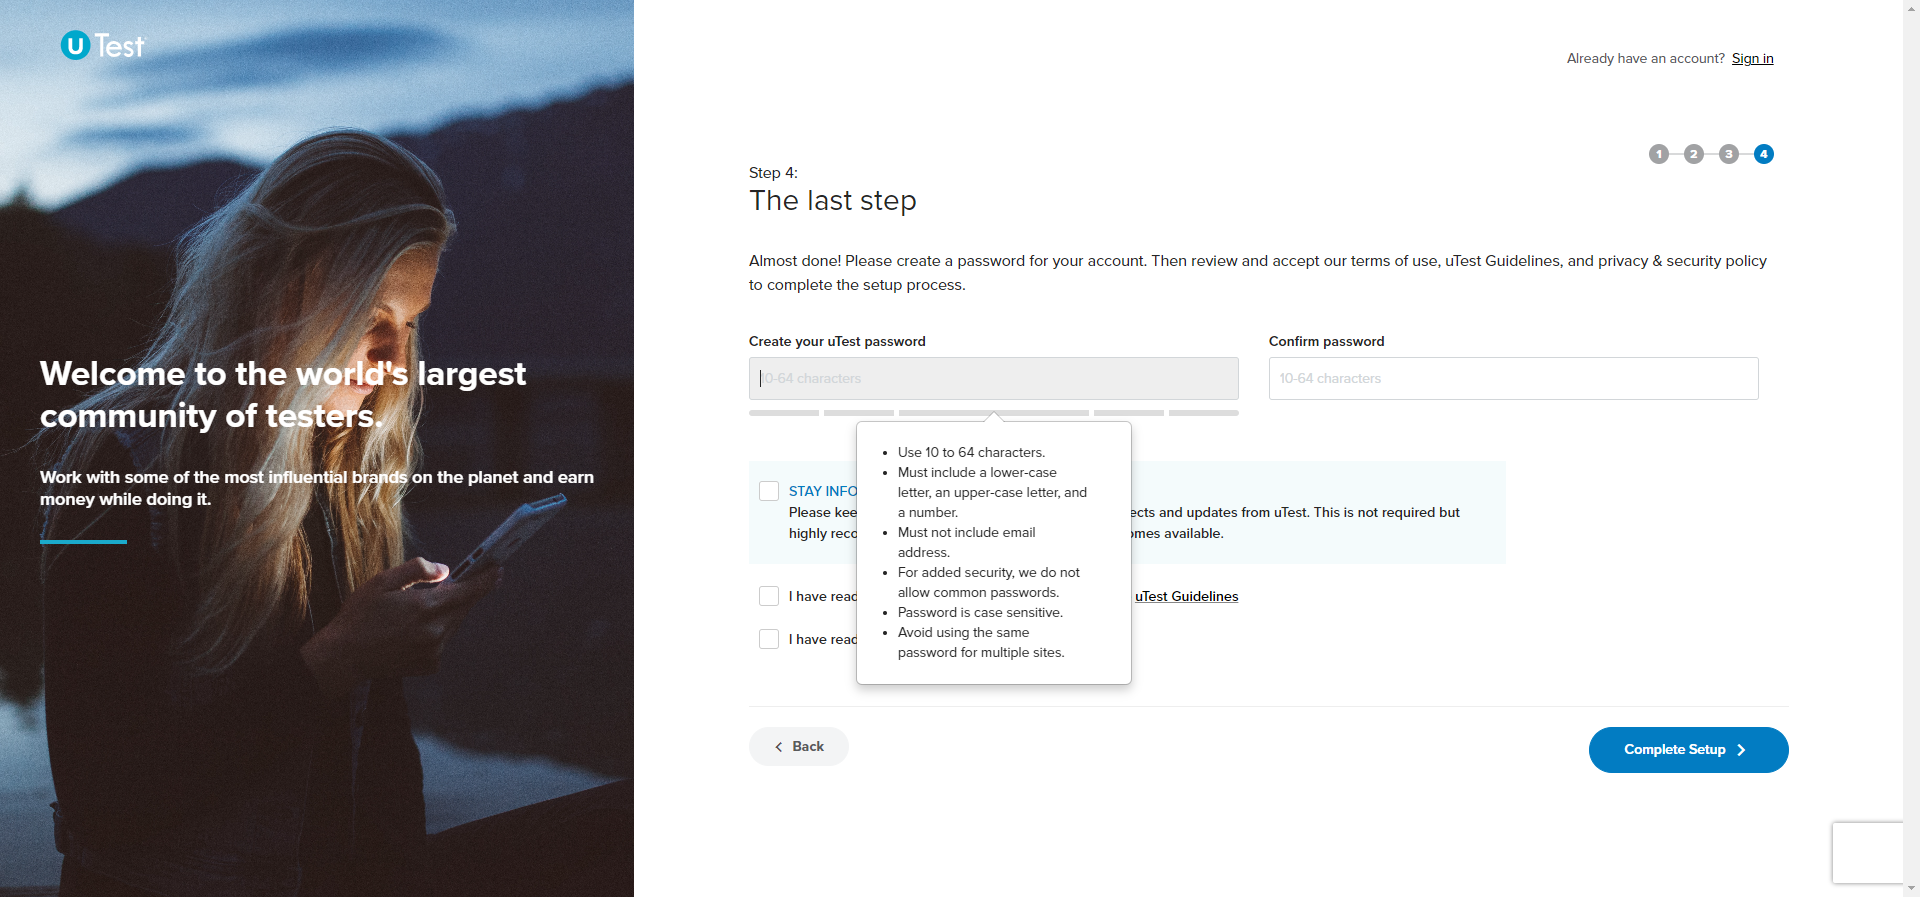 uTest
Welcome to the world's largest
community of testers.
Work with some of the most influential brands on the planet and earn
money while doing it.
Already have an account? Sign in
1 2 3 4
Step 4:
The last step
Almost done! Please create a password for your account. Then review and accept our terms of use, uTest Guidelines, and privacy & security policy
to complete the setup process.
Create your uTest password
Confirm password
10-64 characters
10-64 characters
Use 10 to 64 characters.
Must include a lower-case
letter, an upper-case letter, and
a number.
Must not include email
address.
For added security, we do not
allow common passwords.
Password is case sensitive.
Avoid using the same
password for multiple sites.
STAY INFO
Please kee
ects and updates from uTest. This is not required but
highly reco
omes available.
I have read
uTest Guidelines
I have read
Back
Complete Setup